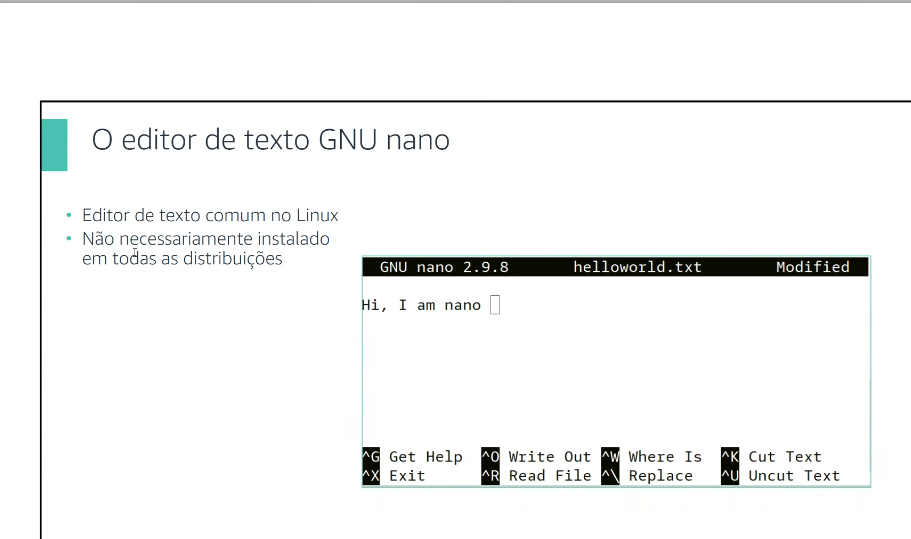 O editor de texto GNU nano
• Editor de texto comum no Linux
• Não necessariamente instalado
em todas as distribuições
GNU nano 2.9.8 helloworld.txt Modified
Hi, I am nano
^G Get Help ^O Write Out ^W Where Is ^K Cut Text
^X Exit ^R Read File ^\ Replace ^U Uncut Text